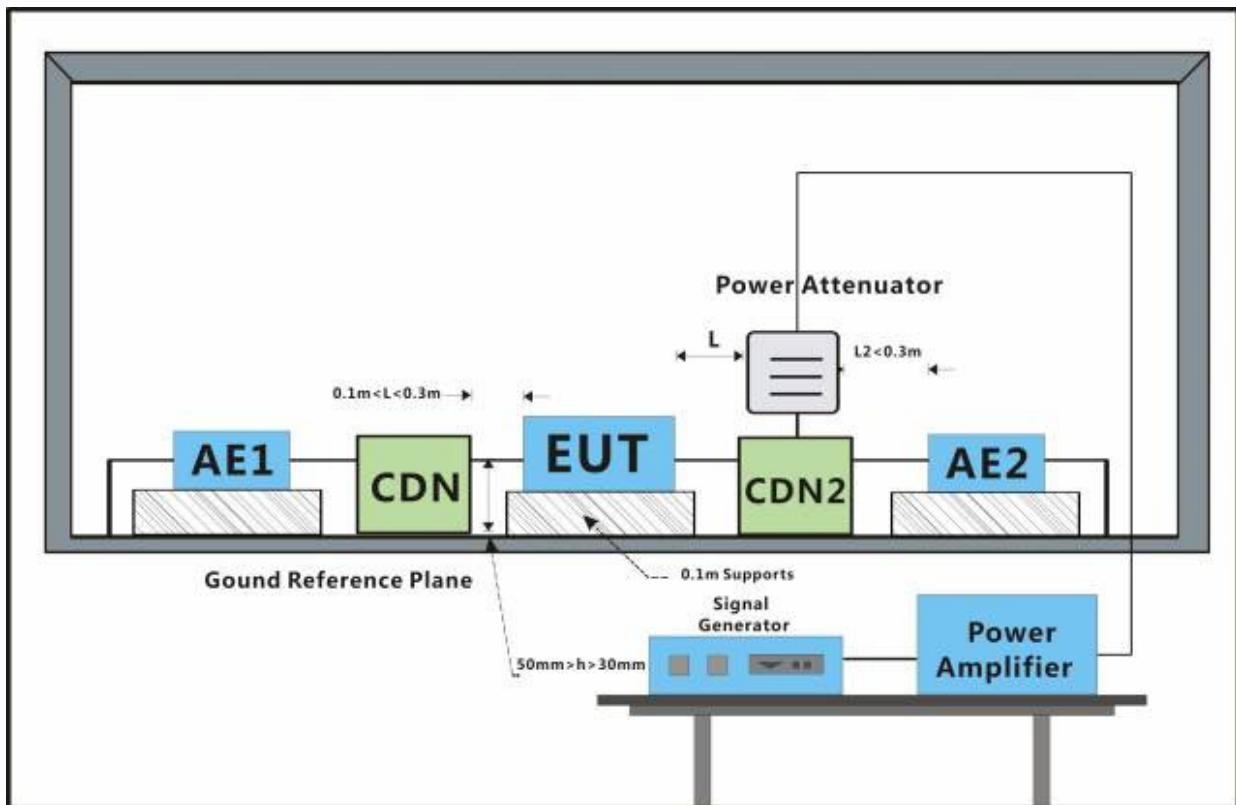 Power Attenuator
L
L2<0.3m
0.1m<L<0.3m
AE1
CDN
EUT
CDN2
AE2
Gound Reference Plane
0.1m Supports
50mm>h>30mm
Signal
Generator
Power
Amplifier